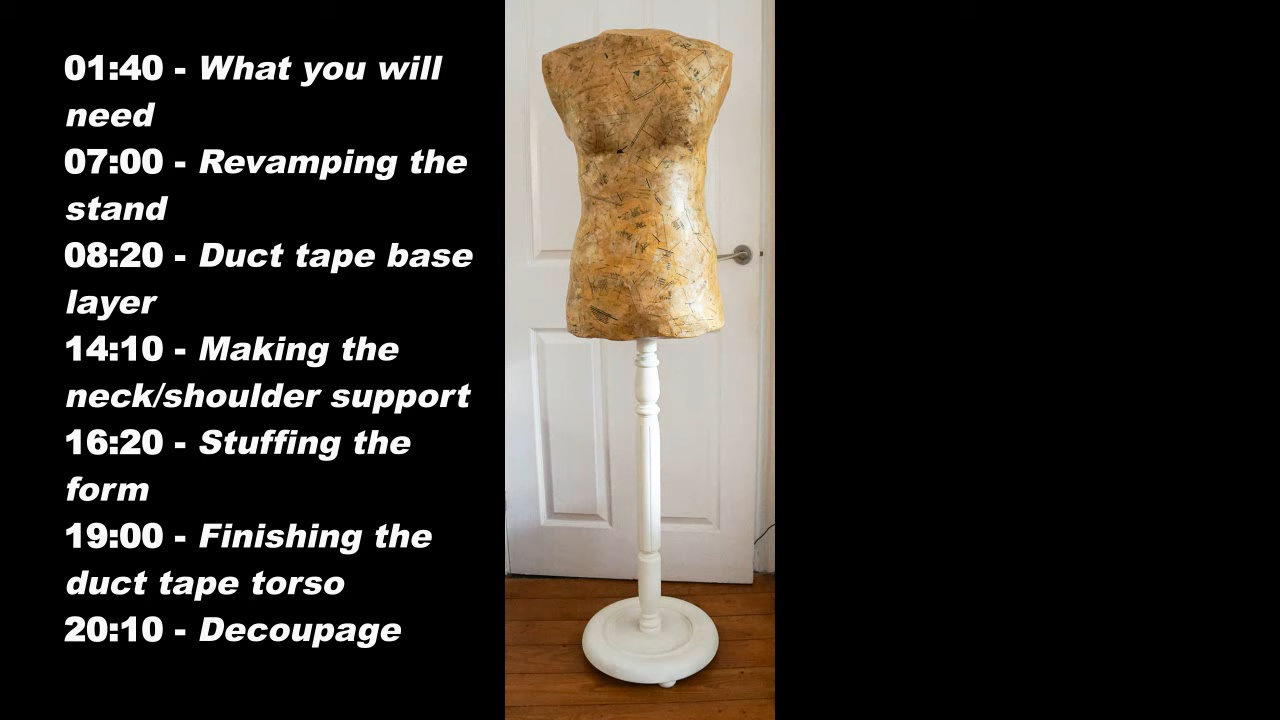 01:40 - What you will
need
07:00 - Revamping the
stand
08:20 - Duct tape base
layer
14:10 - Making the
neck/shoulder support
16:20 - Stuffing the
form
19:00 - Finishing the
duct tape torso
20:10 - Decoupage